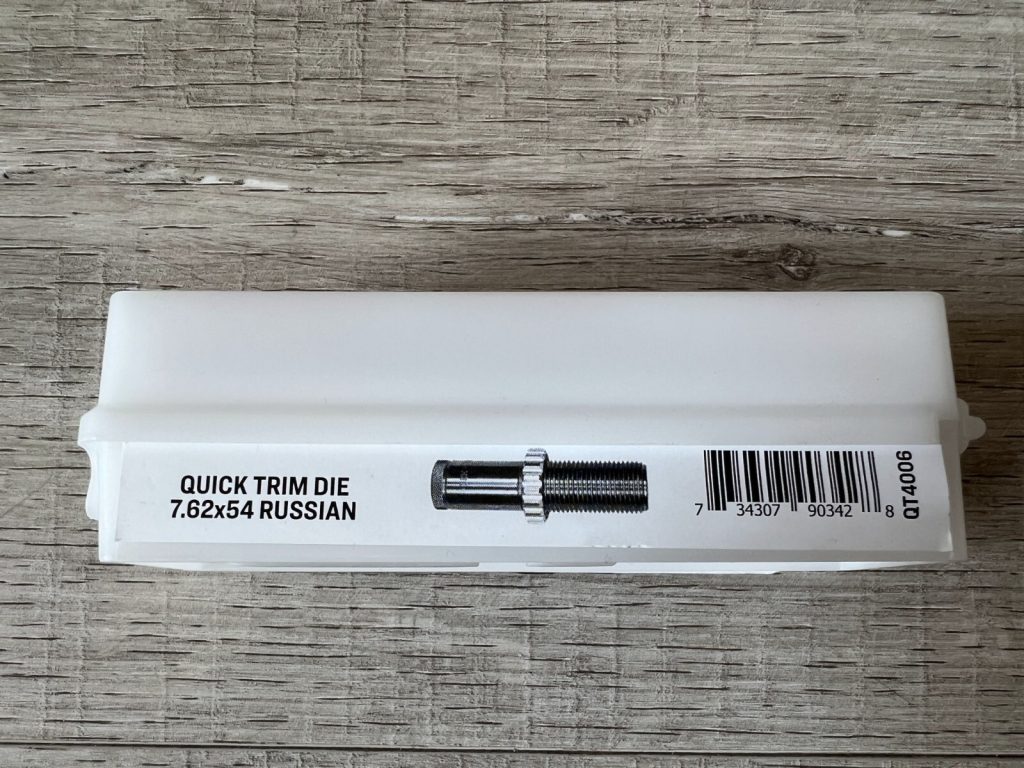 QUICK TRIM DIE
7.62x54 RUSSIAN
7 34307 90342 8
QT4006